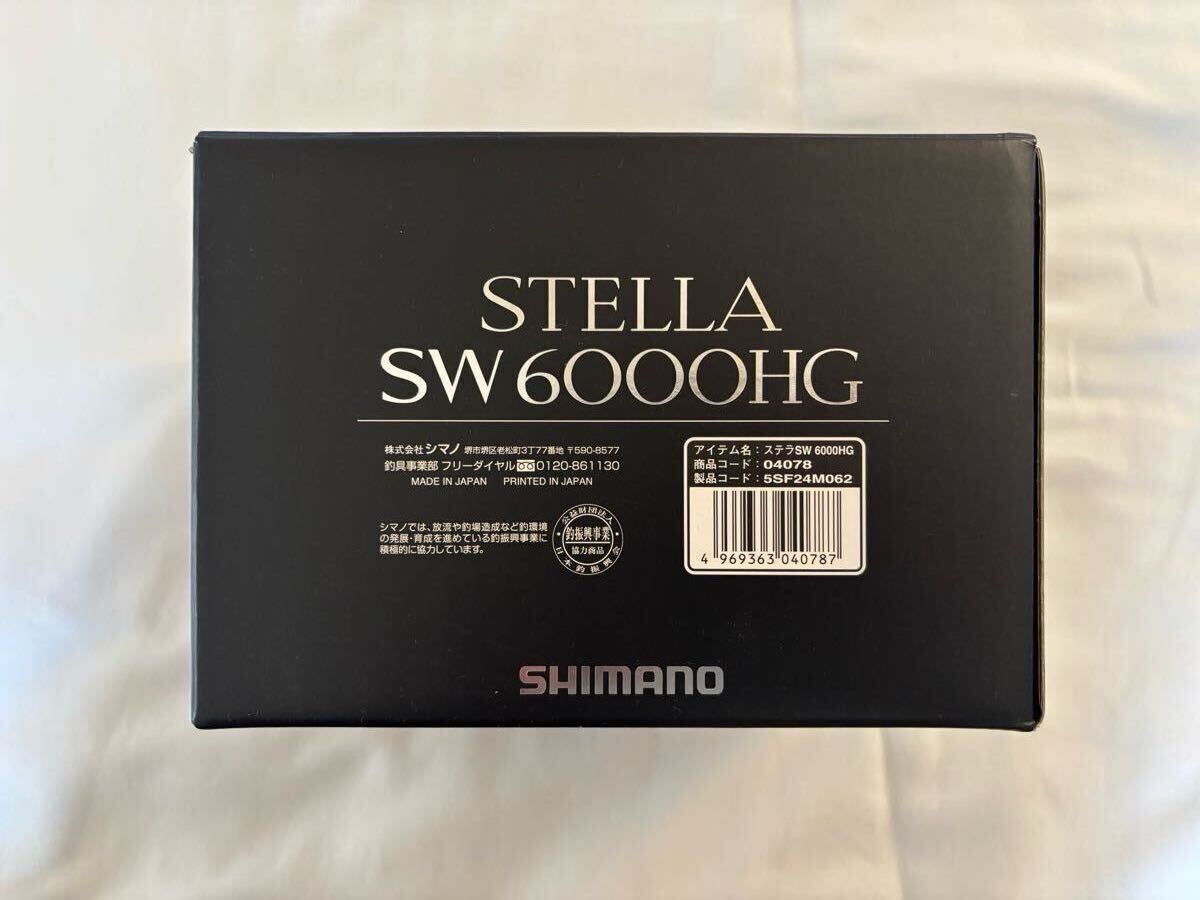 STELLA
SW 6000HG
株式会社シマノ 堺市堺区老松町3丁77番地 〒590-8577
釣具事業部 フリーダイヤル 0120-861130
MADE IN JAPAN PRINTED IN JAPAN
シマノでは、放流や釣場造成など釣環境
の発展・育成を進めている釣振興事業に
積極的に協力しています。
公益財団法人
釣振興事業
協力商品
日本釣振興会
アイテム名：ステラSW 6000HG
商品コード：04078
製品コード：5SF24M062
4 969363 040787
SHIMANO